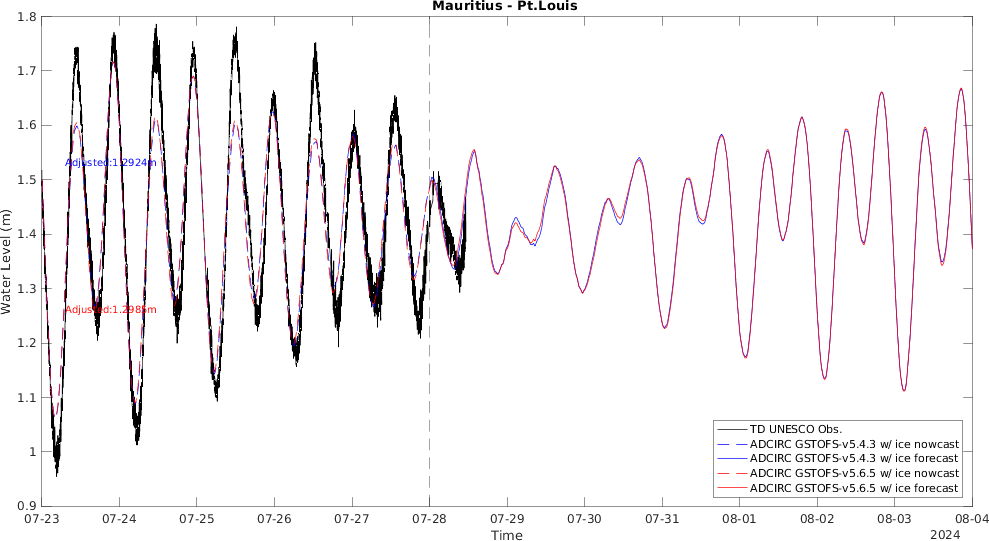 Mauritius - Pt.Louis
Water Level (m)
1.8
1.7
1.6
1.5
1.4
1.3
1.2
1.1
1
0.9
Adjusted:1.2924m
Adjusted:1.2985m
TD UNESCO Obs.
ADCIRC GSTOFS-v5.4.3 w/ ice nowcast
ADCIRC GSTOFS-v5.4.3 w/ ice forecast
ADCIRC GSTOFS-v5.6.5 w/ ice nowcast
ADCIRC GSTOFS-v5.6.5 w/ ice forecast
07-23 07-24 07-25 07-26 07-27 07-28 07-29 07-30 07-31 08-01 08-02 08-03 08-04
Time
2024